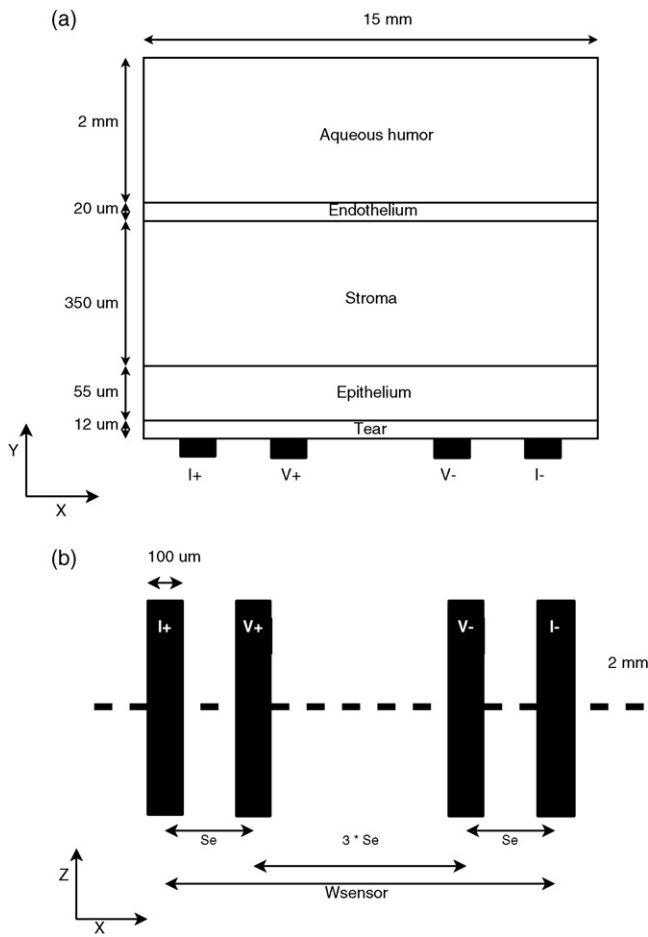 (a)
15 mm
2 mm
Aqueous humor
20 um
Endothelium
350 um
Stroma
55 um
Epithelium
12 um
Tear
Y
X
I+
V+
V-
I-
(b)
100 um
I+
V+
V-
I-
2 mm
Se
3 * Se
Se
Wsensor
Z
X